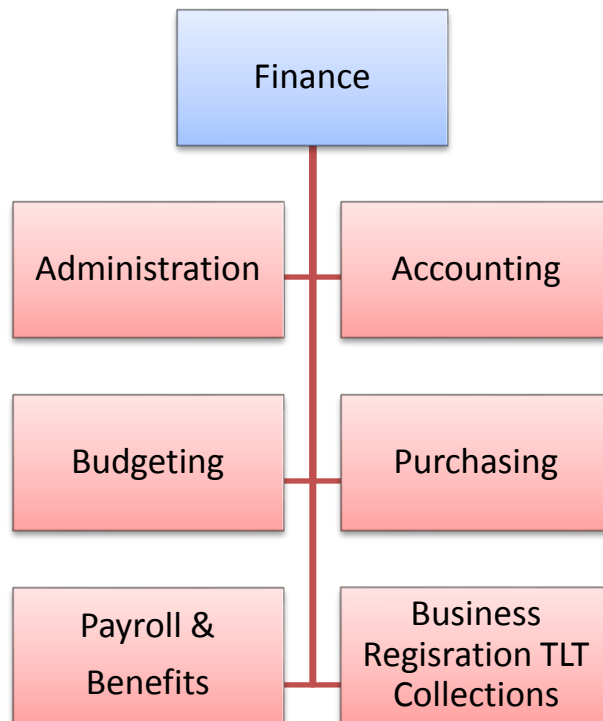 Finance
Administration
Accounting
Budgeting
Purchasing
Payroll &
Benefits
Business
Regisration TLT
Collections